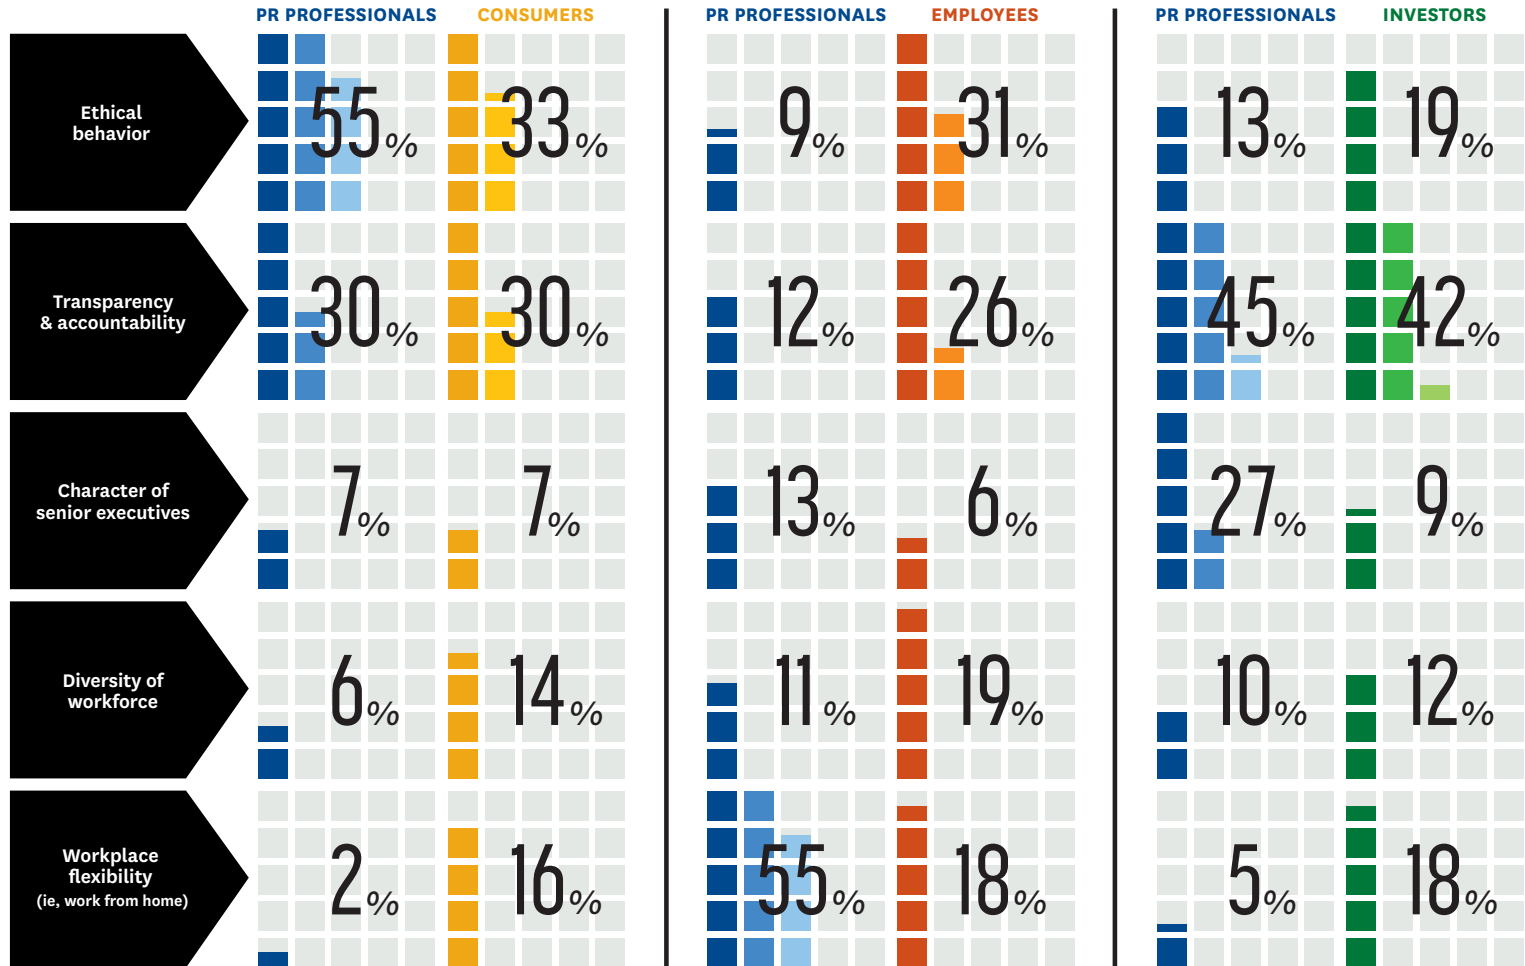 PR PROFESSIONALS CONSUMERS PR PROFESSIONALS EMPLOYEES PR PROFESSIONALS INVESTORS
Ethical
behavior
55% 33% 9% 31% 13% 19%
Transparency
& accountability
30% 30% 12% 26% 45% 42%
Character of
senior executives
7% 7% 13% 6% 27% 9%
Diversity of
workforce
6% 14% 11% 19% 10% 12%
Workplace
flexibility
(ie, work from home)
2% 16% 55% 18% 5% 18%